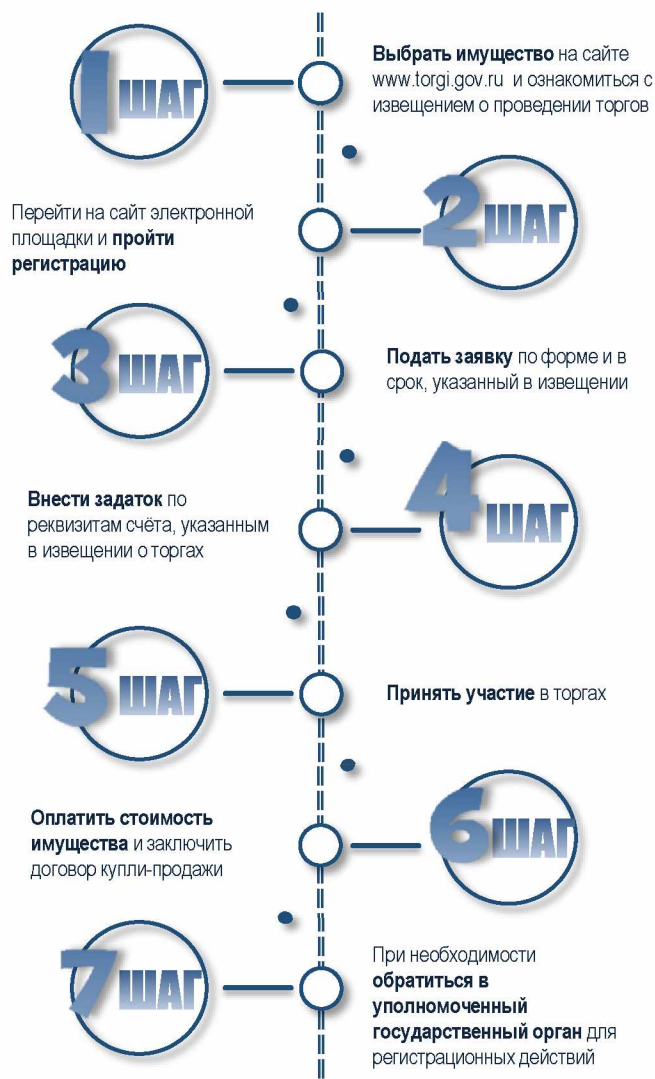 1 ШАГ
Выбрать имущество на сайте
www.torgi.gov.ru и ознакомиться с
извещением о проведении торгов
2 ШАГ
Перейти на сайт электронной
площадки и пройти
регистрацию
3 ШАГ
Подать заявку по форме и в
срок, указанный в извещении
4 ШАГ
Внести задаток по
реквизитам счёта, указанным
в извещении о торгах
5 ШАГ
Принять участие в торгах
6 ШАГ
Оплатить стоимость
имущества и заключить
договор купли-продажи
7 ШАГ
При необходимости
обратиться в
уполномоченный
государственный орган для
регистрационных действий